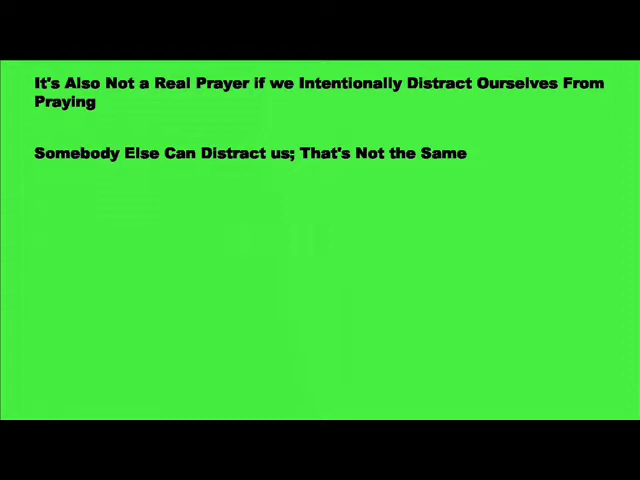 It's Also Not a Real Prayer if we Intentionally Distract Ourselves From
Praying
Somebody Else Can Distract us; That's Not the Same